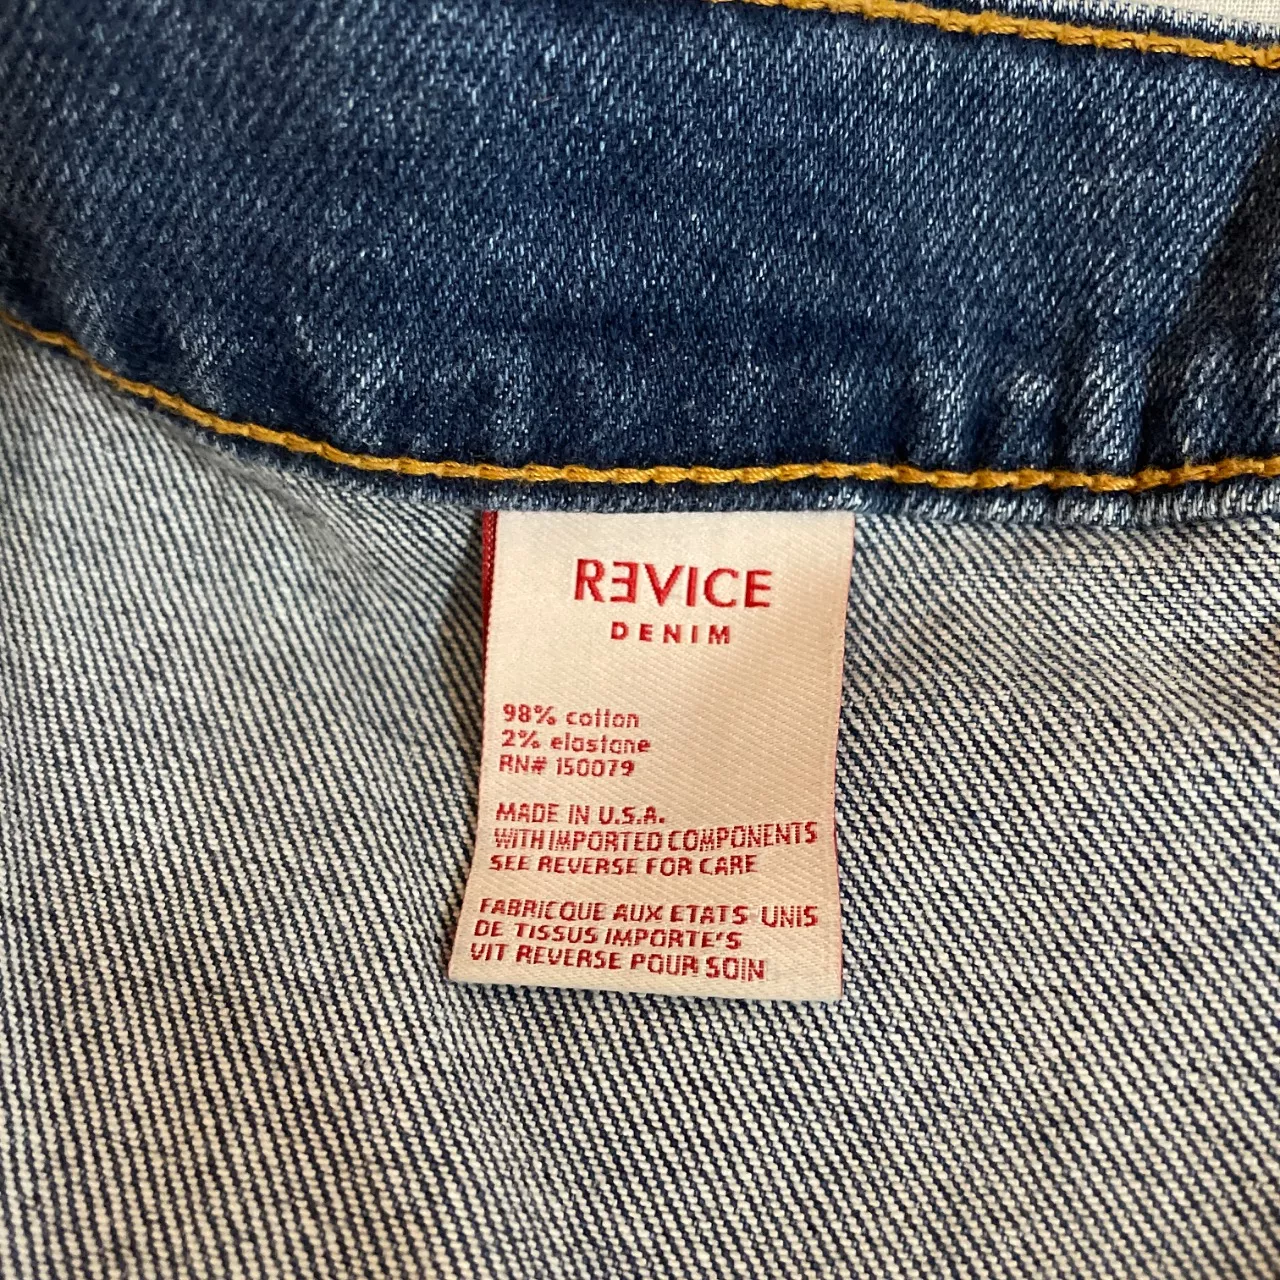 RƎVICE
DENIM
98% cotton
2% elastane
RN# 150079
MADE IN U.S.A.
WITH IMPORTED COMPONENTS
SEE REVERSE FOR CARE
FABRICQUE AUX ETATS UNIS
DE TISSUS IMPORTE'S
VIT REVERSE POUR SOIN